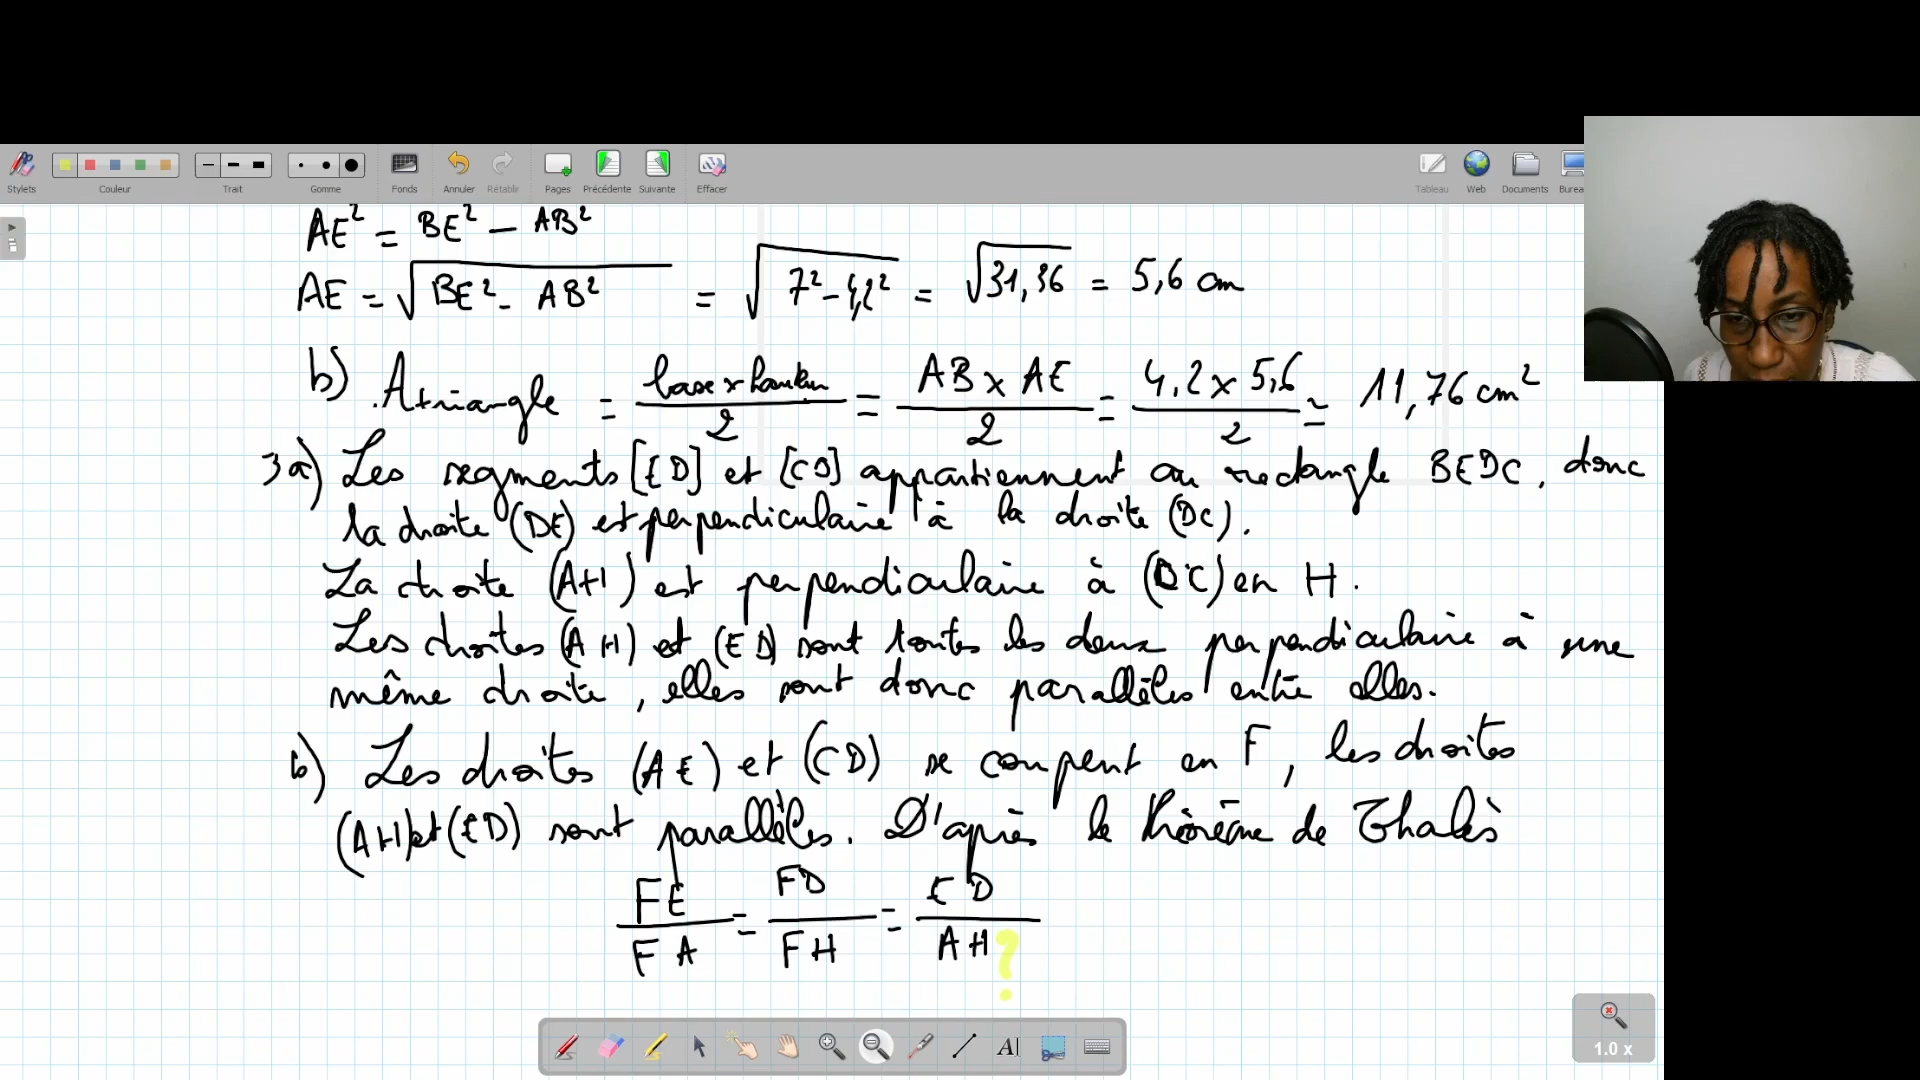 Stylets Couleur Trait Gomme Fonds Annuler Rétablir Pages Précédente Suivante Effacer Tableau Web Documents Burea
AE² = BE² - AB²
AE = √(BE² - AB²) = √(7² - 4,2²) = √31,36 = 5,6 cm
b) Atriangle = base x hauteur / 2 = AB x AE / 2 = 4,2 x 5,6 / 2 = 11,76 cm²
3a) Les segments [ED] et [CD] appartiennent au rectangle BEDC, donc
la droite (DE) est perpendiculaire à la droite (DC).
La droite (AH) est perpendiculaire à (DC) en H.
Les droites (AH) et (ED) sont toutes les deux perpendiculaire à une
même droite, elles sont donc parallèles entre elles.
b) Les droites (AE) et (CD) se coupent en F, les droites
(AH) et (ED) sont parallèles. D'après le théorème de Thalès
FE / FA = FD / FH = ED / AH ?
1.0 x